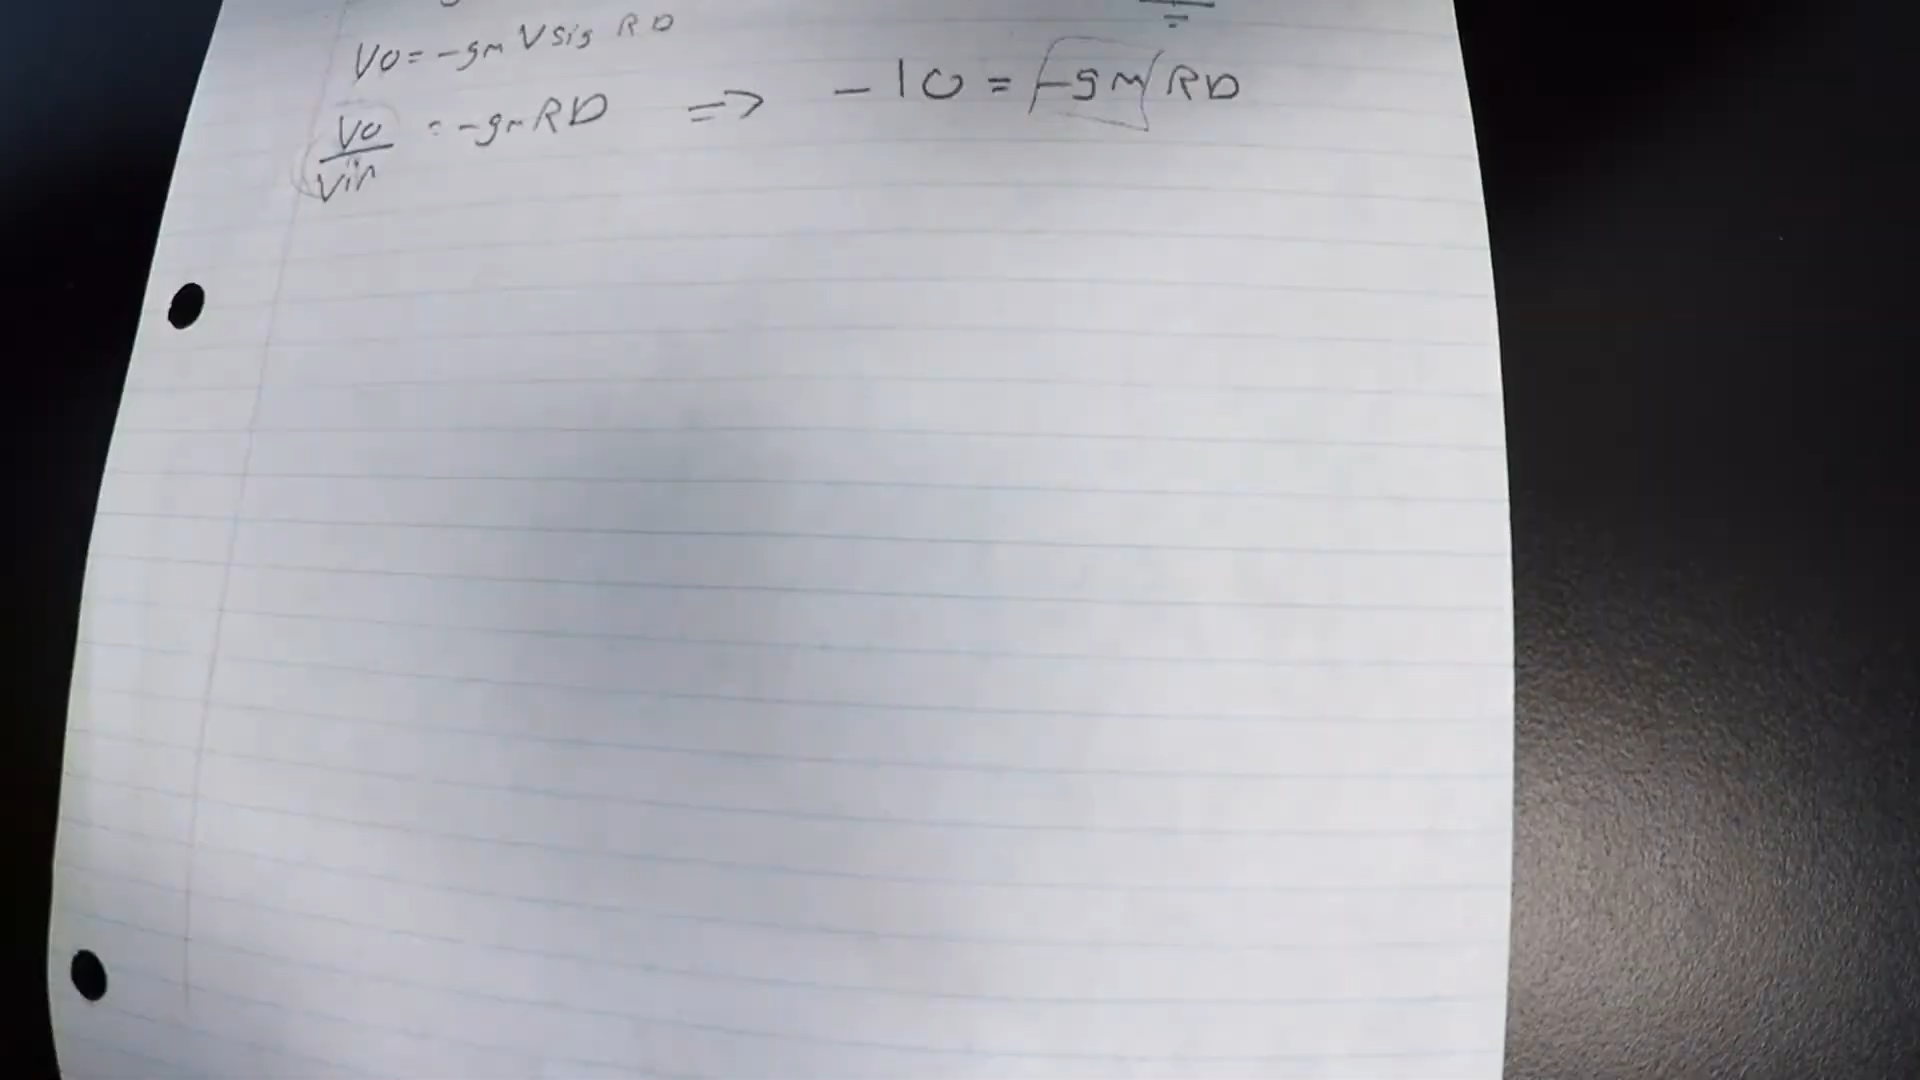 Vo = -gm Vsig RD
Vo/Vin = -gm RD => -10 = -gm RD